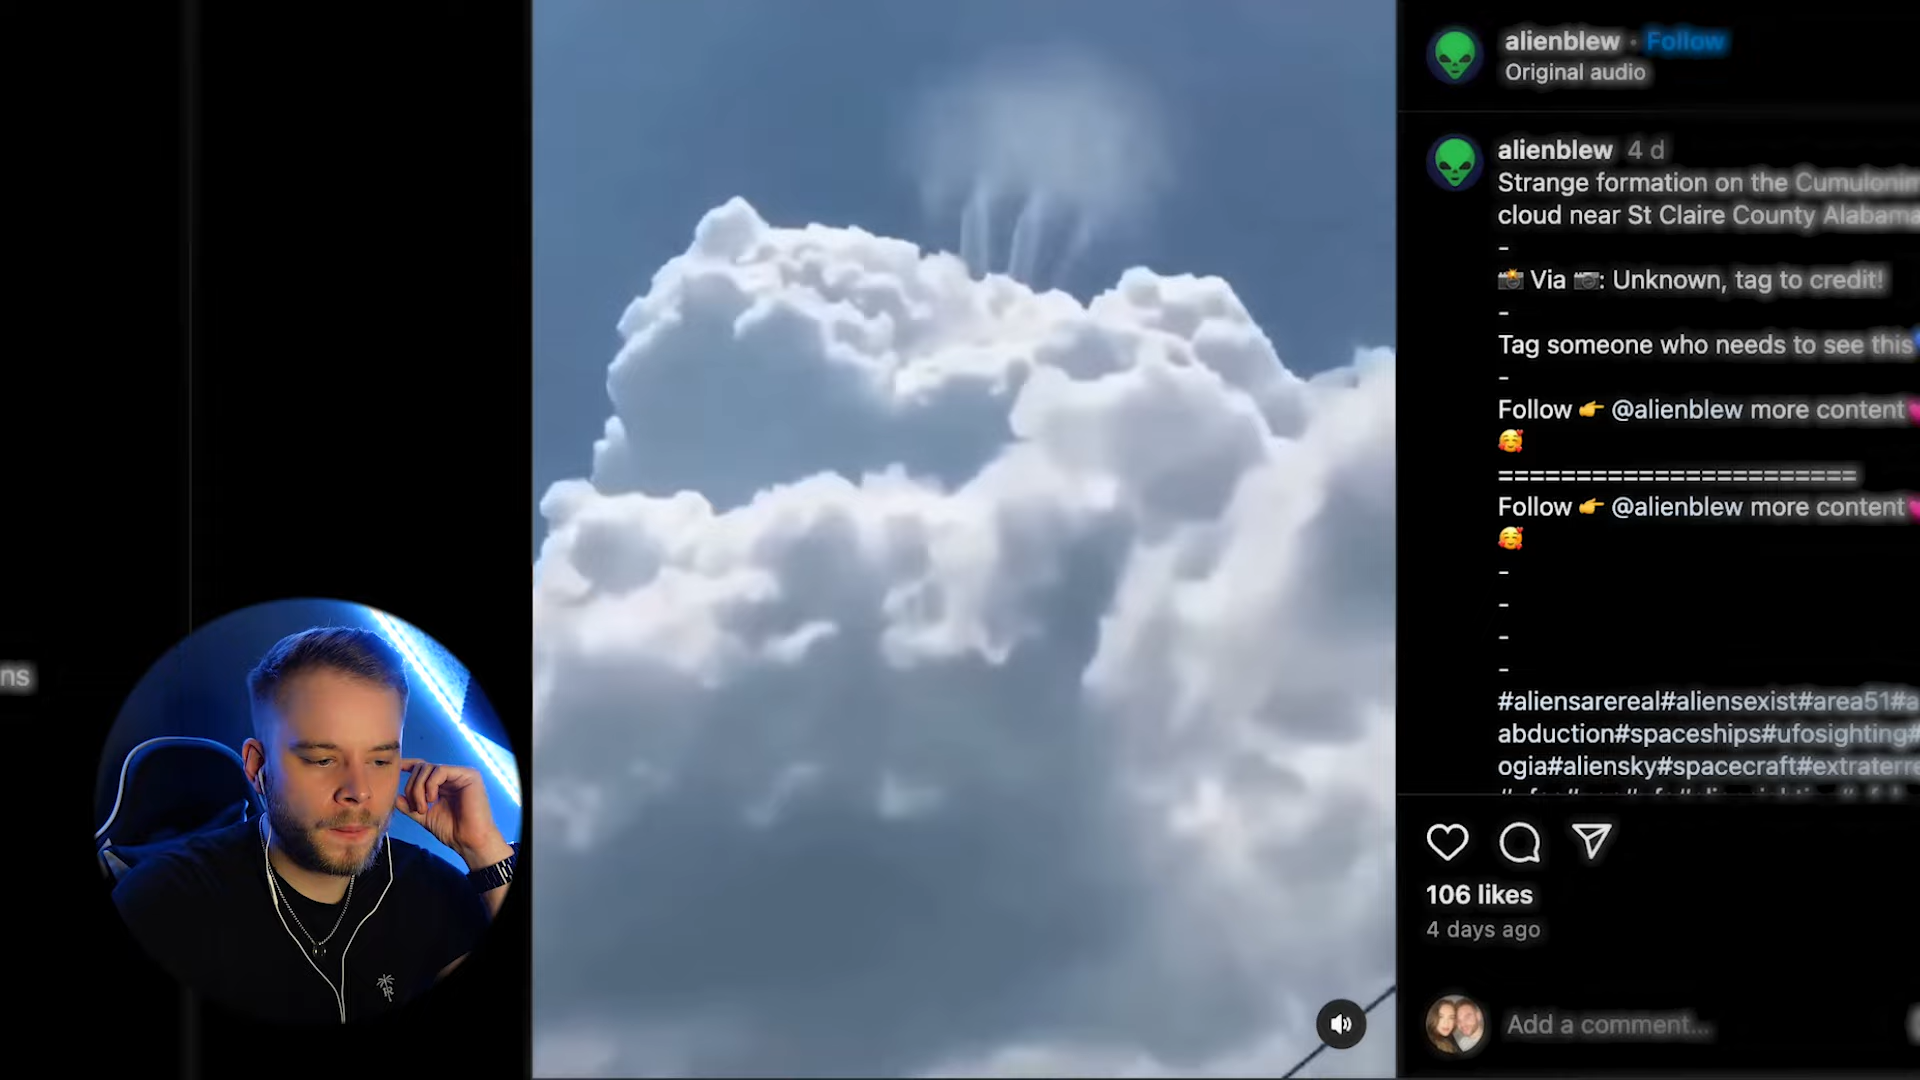 alienblew · Follow
Original audio
alienblew 4 d
Strange formation on the Cumulonim
cloud near St Claire County Alabama
-
📸 Via 📷: Unknown, tag to credit!
-
Tag someone who needs to see this
-
Follow 👉 @alienblew more content
🥰
=======================
Follow 👉 @alienblew more content
🥰
-
-
-
-
#aliensarereal#aliensexist#area51#a
abduction#spaceships#ufosighting#
ogia#aliensky#spacecraft#extraterre
ns
106 likes
4 days ago
Add a comment...